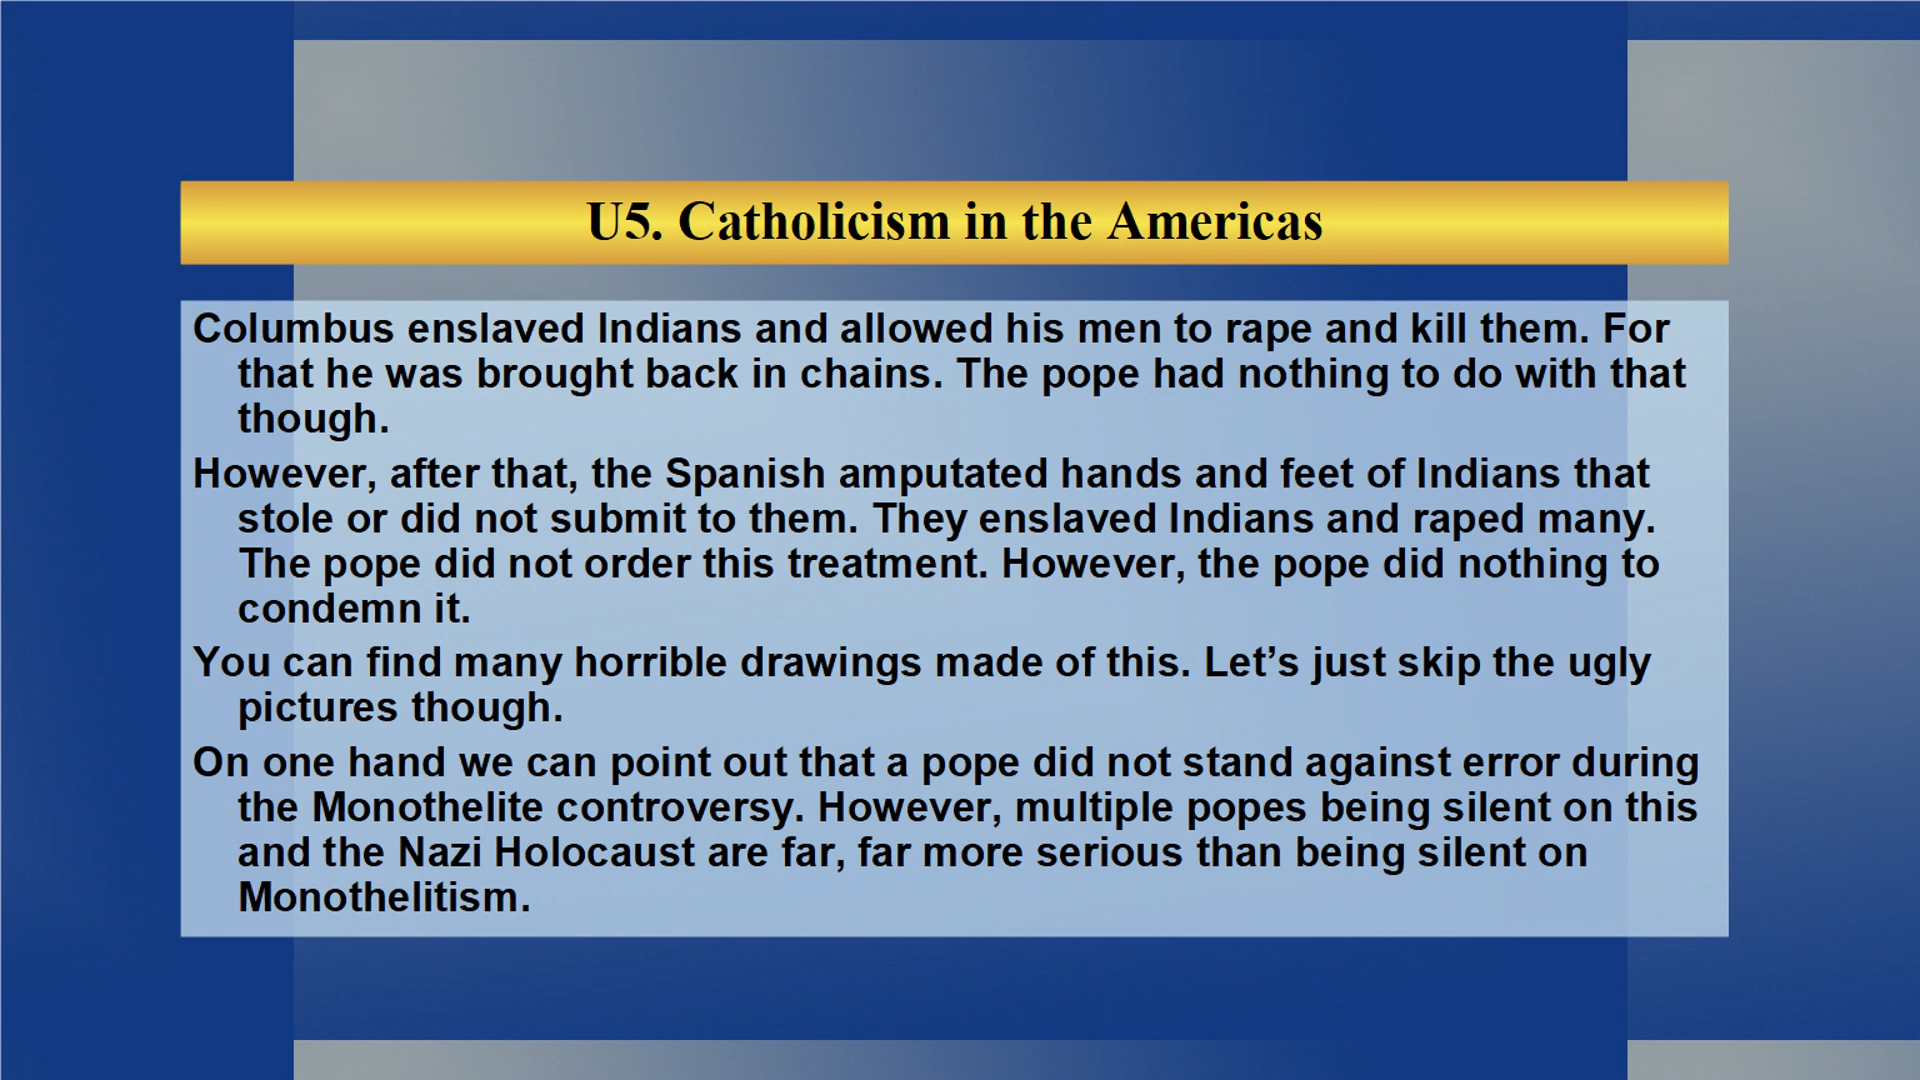 U5. Catholicism in the Americas
Columbus enslaved Indians and allowed his men to rape and kill them. For
that he was brought back in chains. The pope had nothing to do with that
though.
However, after that, the Spanish amputated hands and feet of Indians that
stole or did not submit to them. They enslaved Indians and raped many.
The pope did not order this treatment. However, the pope did nothing to
condemn it.
You can find many horrible drawings made of this. Let’s just skip the ugly
pictures though.
On one hand we can point out that a pope did not stand against error during
the Monothelite controversy. However, multiple popes being silent on this
and the Nazi Holocaust are far, far more serious than being silent on
Monothelitism.